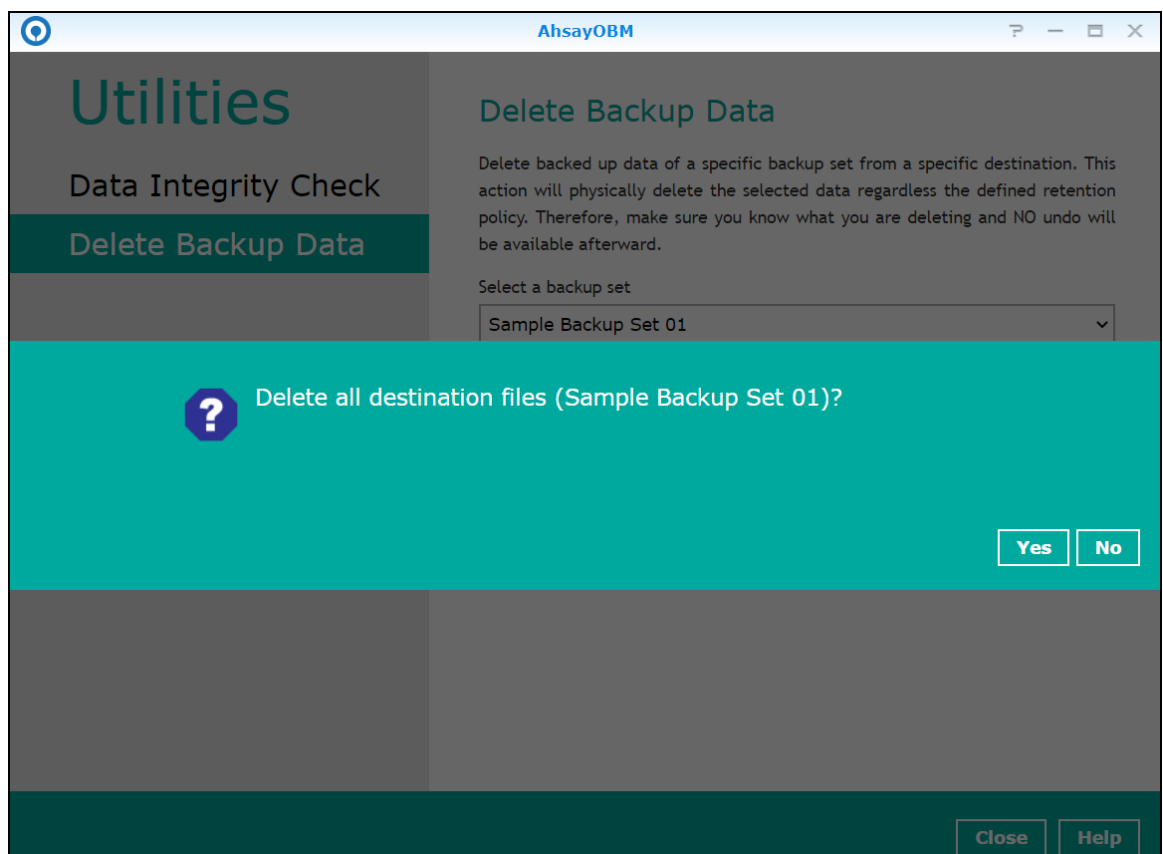 AhsayOBM
Utilities
Data Integrity Check
Delete Backup Data
Delete Backup Data
Delete backed up data of a specific backup set from a specific destination. This
action will physically delete the selected data regardless the defined retention
policy. Therefore, make sure you know what you are deleting and NO undo will
be available afterward.
Select a backup set
Sample Backup Set 01
? Delete all destination files (Sample Backup Set 01)?
Yes No
Close Help